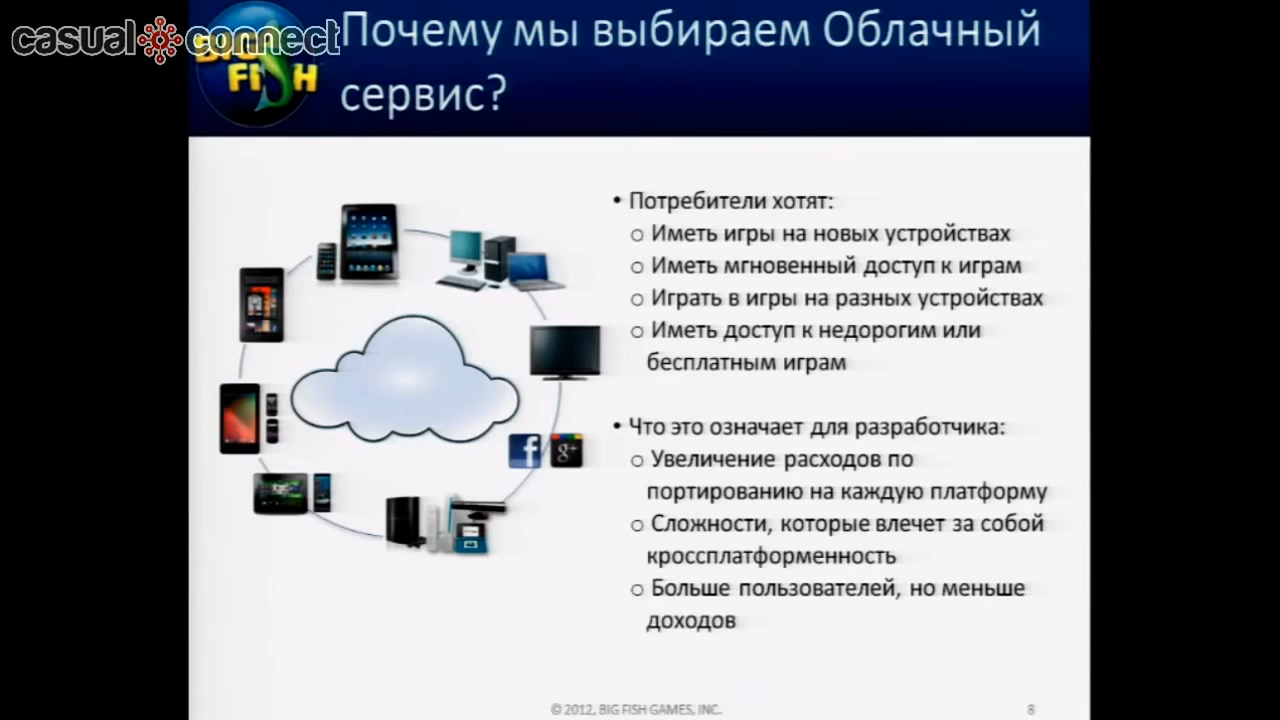 casual connect
BIG
FISH
Почему мы выбираем Облачный
сервис?
• Потребители хотят:
o Иметь игры на новых устройствах
o Иметь мгновенный доступ к играм
o Играть в игры на разных устройствах
o Иметь доступ к недорогим или
бесплатным играм
f
g+
• Что это означает для разработчика:
o Увеличение расходов по
портированию на каждую платформу
o Сложности, которые влечет за собой
кроссплатформенность
o Больше пользователей, но меньше
доходов
© 2012, BIG FISH GAMES, INC.
8